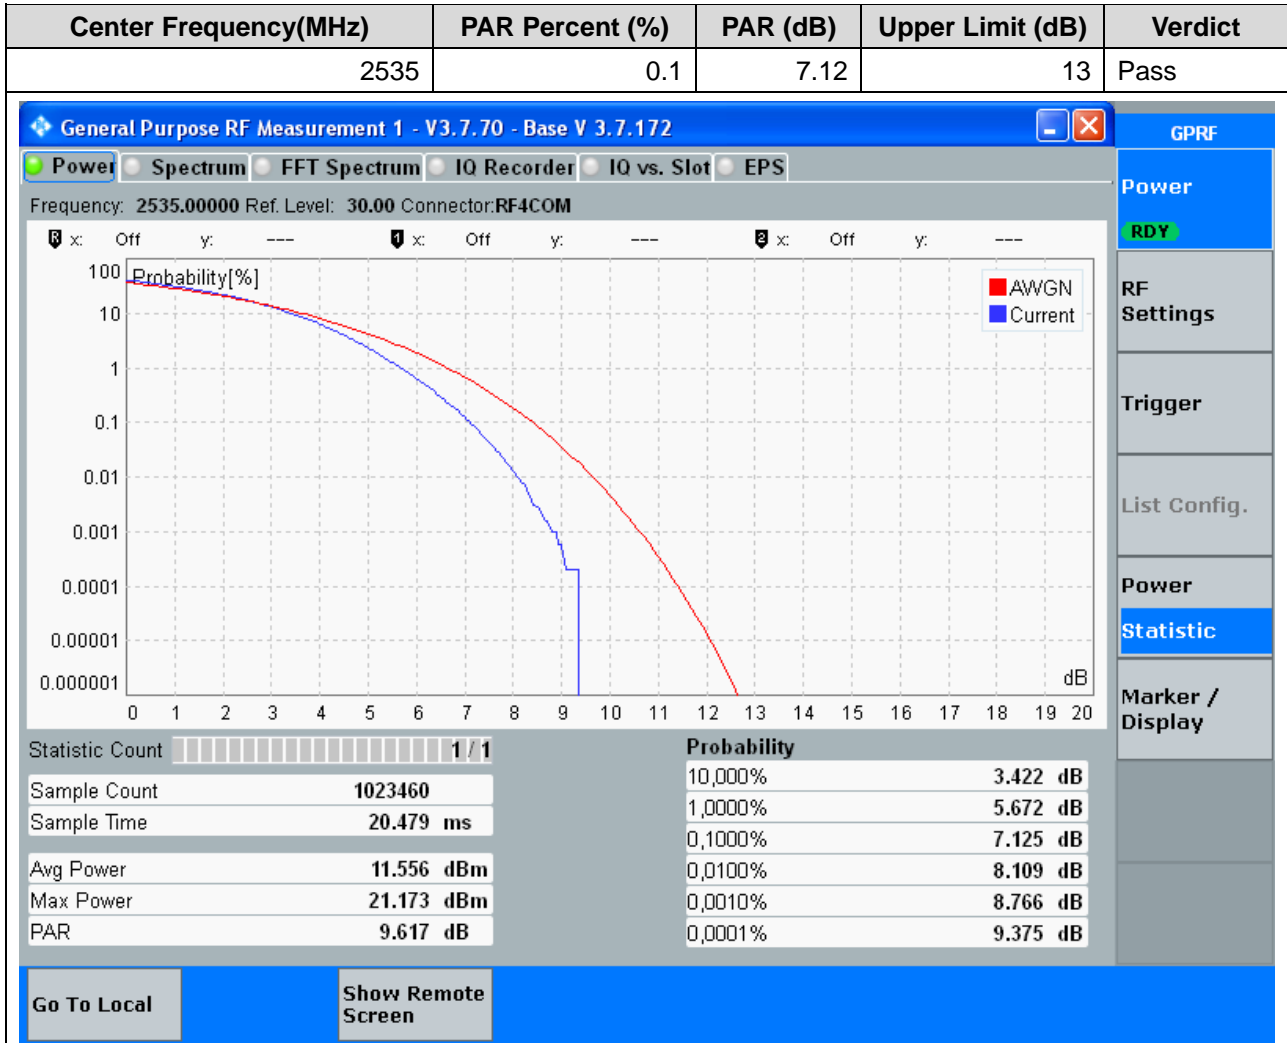 Center Frequency(MHz) PAR Percent (%) PAR (dB) Upper Limit (dB) Verdict
2535 0.1 7.12 13 Pass
General Purpose RF Measurement 1 - V3.7.70 - Base V 3.7.172
GPRF
Power Spectrum FFT Spectrum IQ Recorder IQ vs. Slot EPS
Frequency: 2535.00000 Ref. Level: 30.00 Connector:RF4COM
R x: Off y: --- 1 x: Off y: --- 2 x: Off y: ---
Probability[%]
AWGN
Current
100
10
1
0.1
0.01
0.001
0.0001
0.00001
0.000001
dB
0 1 2 3 4 5 6 7 8 9 10 11 12 13 14 15 16 17 18 19 20
Statistic Count 1 / 1
Sample Count 1023460
Sample Time 20.479 ms
Avg Power 11.556 dBm
Max Power 21.173 dBm
PAR 9.617 dB
Probability
10,000% 3.422 dB
1,0000% 5.672 dB
0,1000% 7.125 dB
0,0100% 8.109 dB
0,0010% 8.766 dB
0,0001% 9.375 dB
Power
RDY
RF
Settings
Trigger
List Config.
Power
Statistic
Marker /
Display
Go To Local
Show Remote
Screen